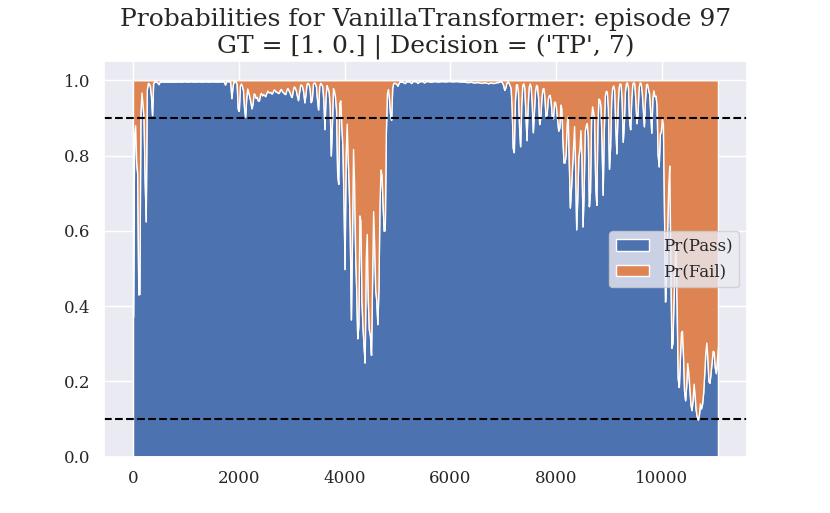 Probabilities for VanillaTransformer: episode 97
GT = [1. 0.] | Decision = ('TP', 7)
1.0
0.8
0.6
0.4
0.2
0.0
Pr(Pass)
Pr(Fail)
0 2000 4000 6000 8000 10000